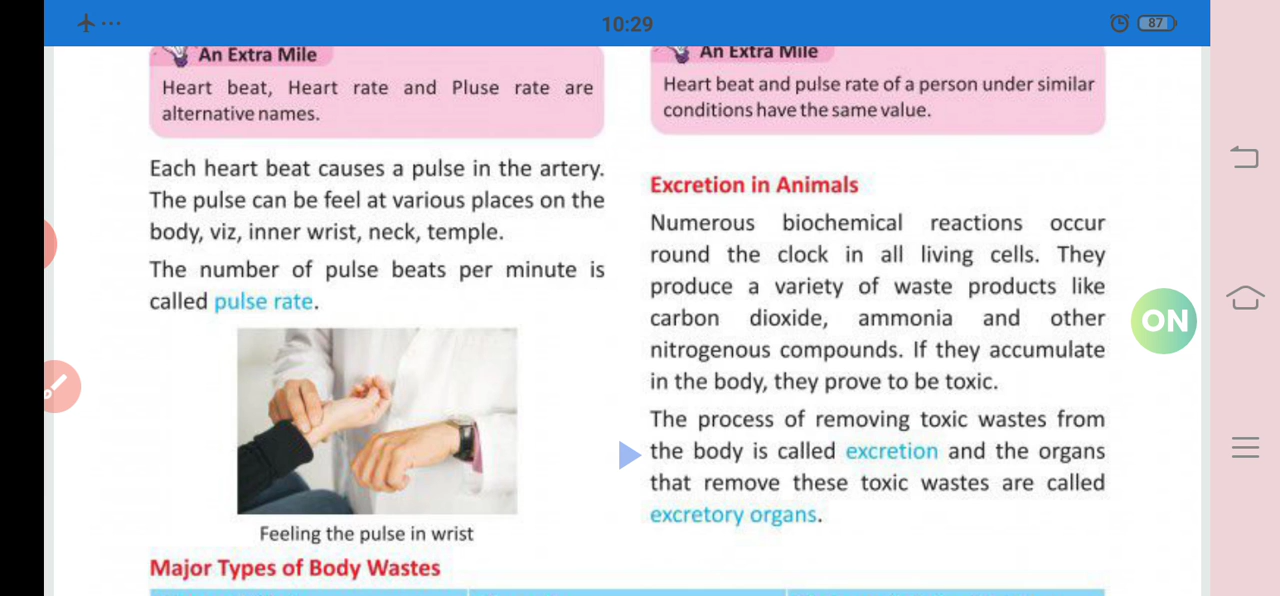 10:29
87
An Extra Mile
Heart beat, Heart rate and Pluse rate are
alternative names.
Each heart beat causes a pulse in the artery.
The pulse can be feel at various places on the
body, viz, inner wrist, neck, temple.
The number of pulse beats per minute is
called pulse rate.
Feeling the pulse in wrist
An Extra Mile
Heart beat and pulse rate of a person under similar
conditions have the same value.
Excretion in Animals
Numerous biochemical reactions occur
round the clock in all living cells. They
produce a variety of waste products like
carbon dioxide, ammonia and other
nitrogenous compounds. If they accumulate
in the body, they prove to be toxic.
The process of removing toxic wastes from
the body is called excretion and the organs
that remove these toxic wastes are called
excretory organs.
Major Types of Body Wastes
ON